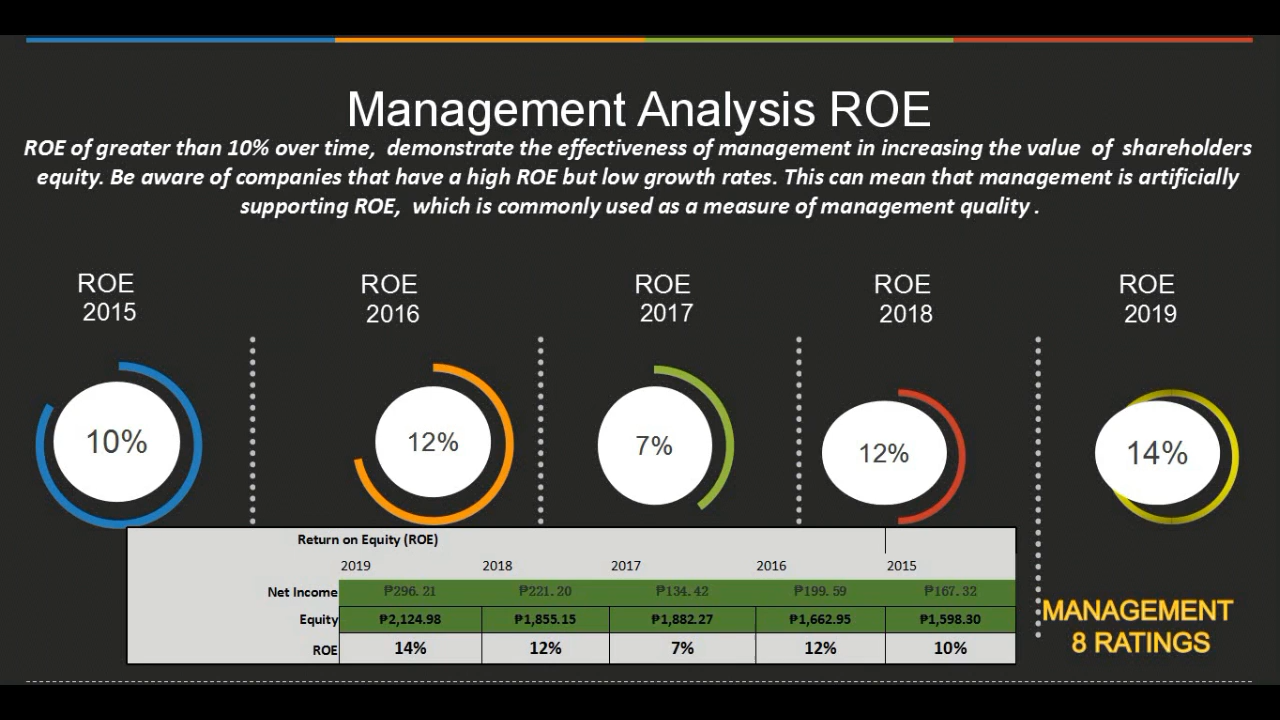 Management Analysis ROE
ROE of greater than 10% over time, demonstrate the effectiveness of management in increasing the value of shareholders
equity. Be aware of companies that have a high ROE but low growth rates. This can mean that management is artificially
supporting ROE, which is commonly used as a measure of management quality .
ROE ROE ROE ROE ROE
2015 2016 2017 2018 2019
10% 12% 7% 12% 14%
Return on Equity (ROE)
2019 2018 2017 2016 2015
Net Income ₱296.21 ₱221.20 ₱134.42 ₱199.59 ₱167.32
Equity ₱2,124.98 ₱1,855.15 ₱1,882.27 ₱1,662.95 ₱1,598.30
ROE 14% 12% 7% 12% 10%
MANAGEMENT
8 RATINGS